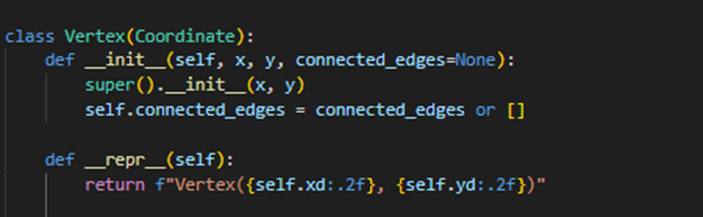 class Vertex(Coordinate):
    def __init__(self, x, y, connected_edges=None):
        super().__init__(x, y)
        self.connected_edges = connected_edges or []
    def __repr__(self):
        return f"Vertex({self.xd:.2f}, {self.yd:.2f})"